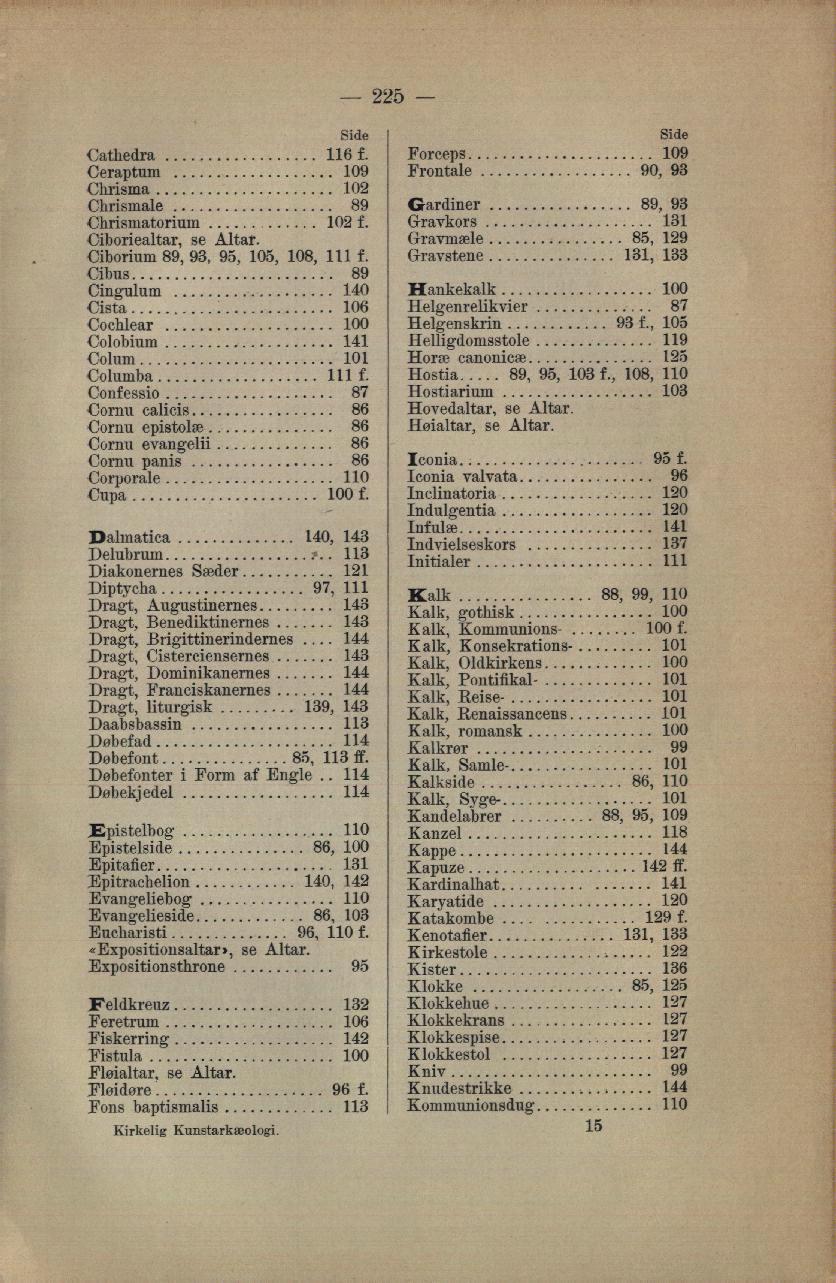 — 225 —
Side
Cathedra .................. 116 f.
Ceraptum ................... 109
Chrisma ..................... 102
Chrismale ................... 89
Chrismatorium ............. 102 f.
Ciboriealtar, se Altar.
Ciborium 89, 93, 95, 105, 108, 111 f.
Cibus........................ 89
Cingulum ................... 140
Cista........................ 106
Cochlear .................... 100
Colobium .................... 141
Colum....................... 101
Columba................... 111 f.
Confessio .................... 87
Cornu calicis................. 86
Cornu epistolæ............... 86
Cornu evangelii .............. 86
Cornu panis ................. 86
Corporale .................... 110
Cupa ...................... 100 f.
Dalmatica .............. 140, 143
Delubrum.................... 113
Diakonernes Sæder........... 121
Diptycha ................. 97, 111
Dragt, Augustinernes......... 143
Dragt, Benediktinernes ....... 143
Dragt, Brigittinerindernes .... 144
Dragt, Cisterciensernes ....... 143
Dragt, Dominikanernes ....... 144
Dragt, Franciskanernes ....... 144
Dragt, liturgisk ......... 139, 143
Daabsbassin ................. 113
Døbefad ..................... 114
Døbefont ............... 85, 113 ff.
Døbefonter i Form af Engle .. 114
Døbekjedel .................. 114
Epistelbog ................... 110
Epistelside ............... 86, 100
Epitafier..................... 131
Epitrachelion ............ 140, 142
Evangeliebog ................ 110
Evangelieside............. 86, 103
Eucharisti .............. 96, 110 f.
«Expositionsaltar», se Altar.
Expositionsthrone ............ 95
Feldkreuz ................... 132
Feretrum .................... 106
Fiskerring ................... 142
Fistula ...................... 100
Fløialtar, se Altar.
Fløidøre.................... 96 f.
Fons baptismalis ............. 113
Side
Forceps...................... 109
Frontale .................. 90, 93
Gardiner ................. 89, 93
Gravkors .................... 131
Gravmæle ................ 85, 129
Gravstene ............... 131, 133
Hankekalk .................. 100
Helgenrelikvier .............. 87
Helgenskrin ............ 93 f., 105
Helligdomsstole .............. 119
Horæ canonicæ............... 125
Hostia..... 89, 95, 103 f., 108, 110
Hostiarium .................. 103
Hovedaltar, se Altar.
Høialtar, se Altar.
Iconia...................... 95 f.
Iconia valvata................ 96
Inclinatoria .................. 120
Indulgentia .................. 120
Infulæ....................... 141
Indvielseskors ............... 137
Initialer ..................... 111
Kalk ................ 88, 99, 110
Kalk, gothisk ................ 100
Kalk, Kommunions- ........ 100 f.
Kalk, Konsekrations- ......... 101
Kalk, Oldkirkens............. 100
Kalk, Pontifikal- ............. 101
Kalk, Reise- ................. 101
Kalk, Renaissancens.......... 101
Kalk, romansk ............... 100
Kalkrør ..................... 99
Kalk, Samle-................. 101
Kalkside ................. 86, 110
Kalk, Syge-.................. 101
Kandelabrer .......... 88, 95, 109
Kanzel ...................... 118
Kappe ....................... 144
Kapuze .................... 142 ff.
Kardinalhat.................. 141
Karyatide ................... 120
Katakombe ................ 129 f.
Kenotafier............... 131, 133
Kirkestole ................... 122
Kister ....................... 136
Klokke .................. 85, 125
Klokkehue ................... 127
Klokkekrans ................. 127
Klokkespise.................. 127
Klokkestol .................. 127
Kniv ........................ 99
Knudestrikke ................ 144
Kommunionsdug.............. 110
Kirkelig Kunstarkæologi. 15